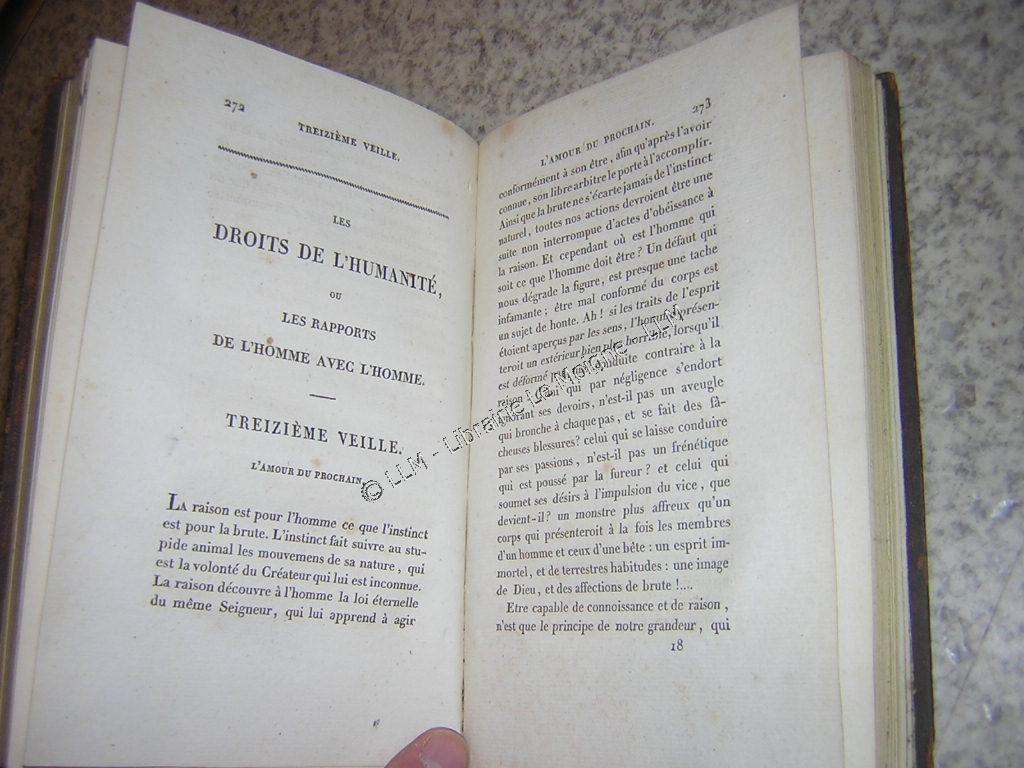 272
TREIZIÈME VEILLE.
LES
DROITS DE L'HUMANITÉ,
OU
LES RAPPORTS
DE L'HOMME AVEC L'HOMME.
TREIZIÈME VEILLE.
L'AMOUR DU PROCHAIN.
LA raison est pour l'homme ce que l'instinct
est pour la brute. L'instinct fait suivre au stu-
pide animal les mouvemens de sa nature, qui
est la volonté du Créateur qui lui est inconnue.
La raison découvre à l'homme la loi éternelle
du même Seigneur, qui lui apprend à agir
273
L'AMOUR DU PROCHAIN.
conformément à son être, afin qu'après l'avoir
connue, son libre arbitre le porte à l'accomplir.
Ainsi que la brute ne s'écarte jamais de l'instinct
naturel, toutes nos actions devroient être une
suite non interrompue d'actes d'obéissance à
la raison. Et cependant où est l'homme qui
soit ce que l'homme doit être? Un défaut qui
nous dégrade la figure, est presque une tache
infamante; être mal conformé du corps est
un sujet de honte. Ah! si les traits de l'esprit
étoient aperçus par les sens, l'homme présen-
teroit un extérieur bien plus horrible, lorsqu'il
est déformé par une conduite contraire à la
raison. Celui qui par négligence s'endort
ignorant ses devoirs, n'est-il pas un aveugle
qui bronche à chaque pas, et se fait des fâ-
cheuses blessures? celui qui se laisse conduire
par ses passions, n'est-il pas un frénétique
qui est poussé par la fureur? et celui qui
soumet ses désirs à l'impulsion du vice, que
devient-il? un monstre plus affreux qu'un
corps qui présenteroit à la fois les membres
d'un homme et ceux d'une bête: un esprit im-
mortel, et de terrestres habitudes: une image
de Dieu, et des affections de brute!....
Etre capable de connoissance et de raison,
n'est que le principe de notre grandeur, qui
18
© LLM - Librairie Le Moigne - LLM